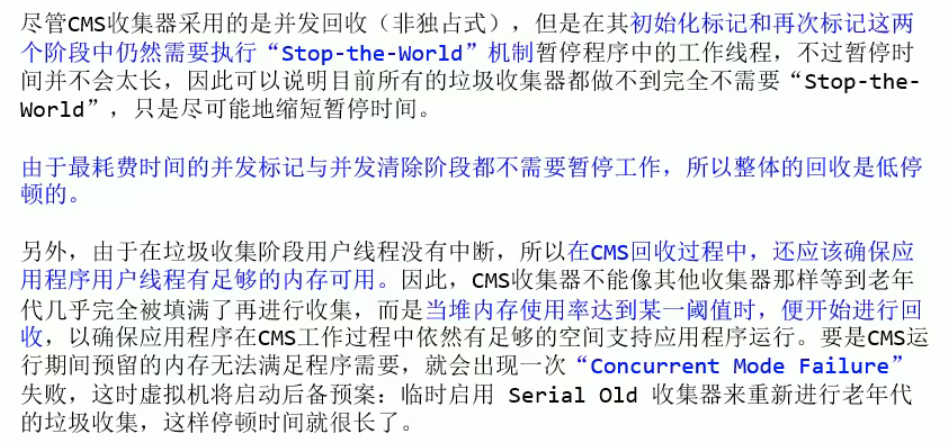 尽管CMS收集器采用的是并发回收（非独占式），但是在其初始化标记和再次标记这两
个阶段中仍然需要执行“Stop-the-World”机制暂停程序中的工作线程，不过暂停时
间并不会太长，因此可以说明目前所有的垃圾收集器都做不到完全不需要“Stop-the-
World”，只是尽可能地缩短暂停时间。
由于最耗费时间的并发标记与并发清除阶段都不需要暂停工作，所以整体的回收是低停
顿的。
另外，由于在垃圾收集阶段用户线程没有中断，所以在CMS回收过程中，还应该确保应
用程序用户线程有足够的内存可用。因此，CMS收集器不能像其他收集器那样等到老年
代几乎完全被填满了再进行收集，而是当堆内存使用率达到某一阈值时，便开始进行回
收，以确保应用程序在CMS工作过程中依然有足够的空间支持应用程序运行。要是CMS运
行期间预留的内存无法满足程序需要，就会出现一次“Concurrent Mode Failure”
失败，这时虚拟机将启动后备预案：临时启用 Serial Old 收集器来重新进行老年代
的垃圾收集，这样停顿时间就很长了。